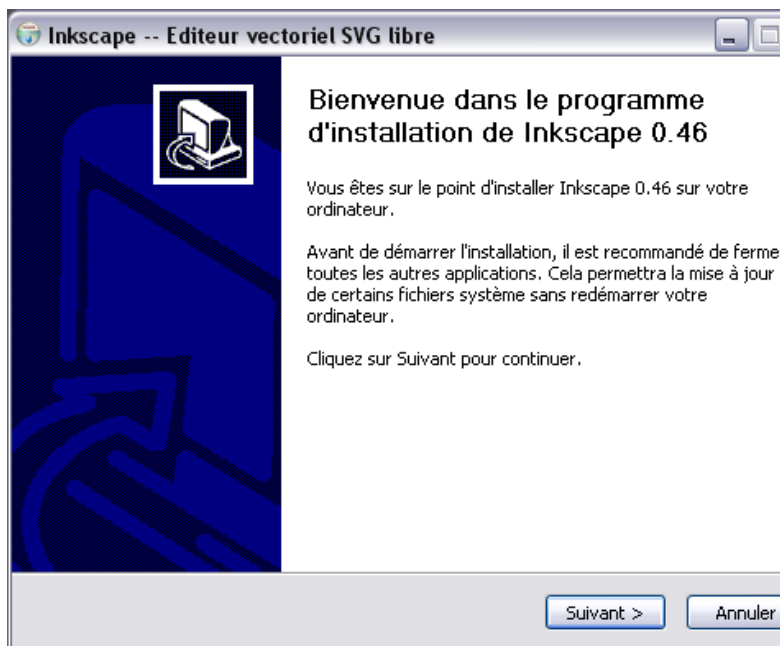 Inkscape -- Editeur vectoriel SVG libre
Bienvenue dans le programme
d'installation de Inkscape 0.46
Vous êtes sur le point d'installer Inkscape 0.46 sur votre
ordinateur.
Avant de démarrer l'installation, il est recommandé de ferme
toutes les autres applications. Cela permettra la mise à jour
de certains fichiers système sans redémarrer votre
ordinateur.
Cliquez sur Suivant pour continuer.
Suivant >
Annuler